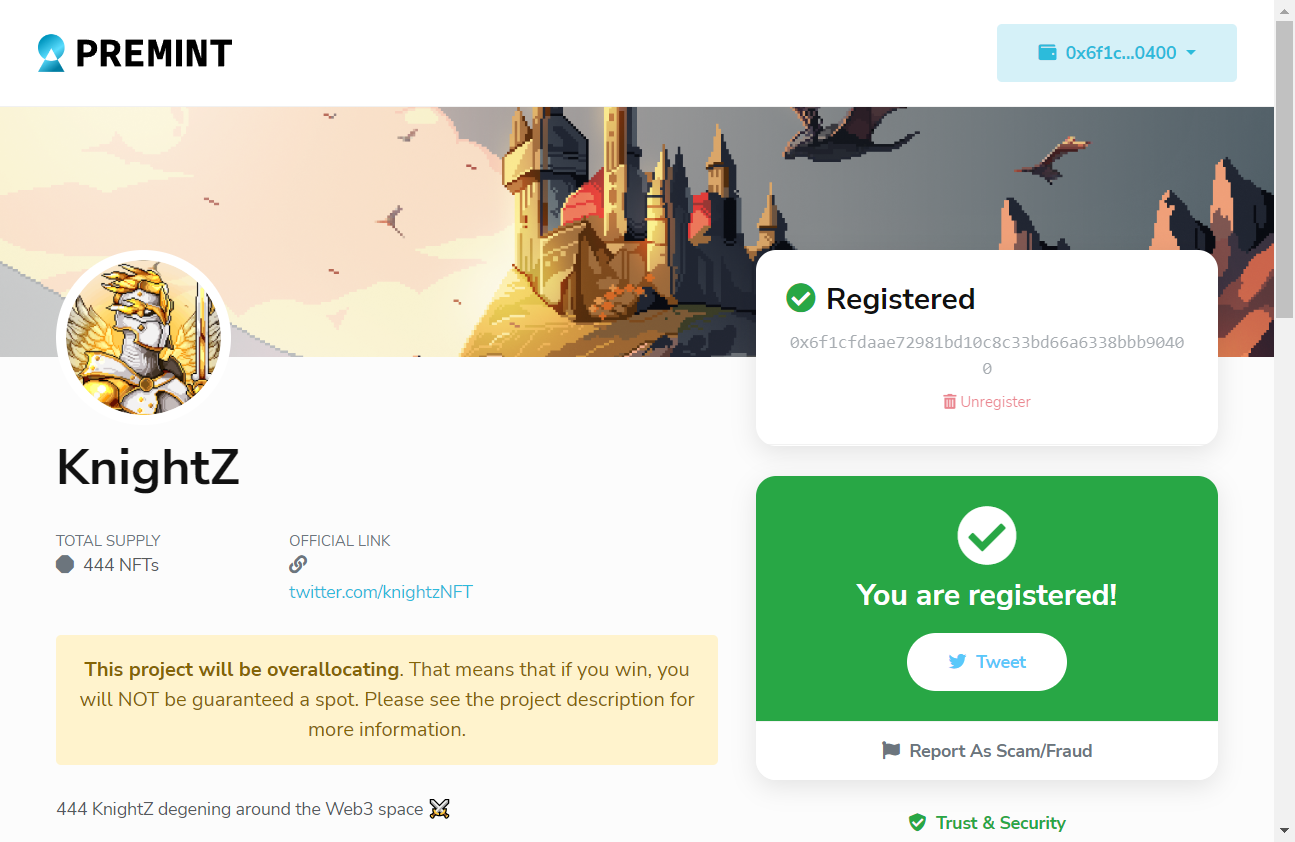 PREMINT
0x6f1c...0400
Registered
0x6f1cfdaae72981bd10c8c33bd66a6338bbb9040
0
Unregister
KnightZ
TOTAL SUPPLY
444 NFTs
OFFICIAL LINK
twitter.com/knightzNFT
This project will be overallocating. That means that if you win, you
will NOT be guaranteed a spot. Please see the project description for
more information.
444 KnightZ degening around the Web3 space ⚔️
You are registered!
Tweet
Report As Scam/Fraud
Trust & Security